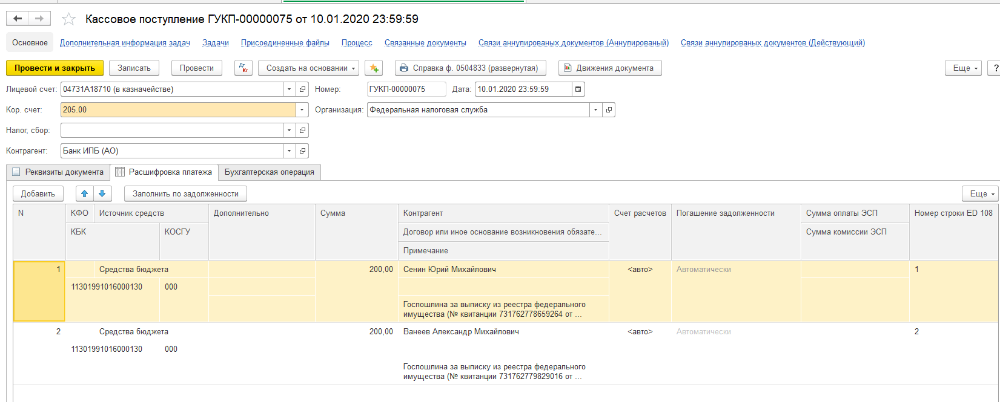 Кассовое поступление ГУКП-00000075 от 10.01.2020 23:59:59
Основное Дополнительная информация задач Задачи Присоединенные файлы Процесс Связанные документы Связи аннулированых документов (Аннулированый) Связи аннулированых документов (Действующий)
Провести и закрыть Записать Провести Дт Кт Создать на основании Справка ф. 0504833 (развернутая) Движения документа Еще ?
Лицевой счет: 04731А18710 (в казначействе) Номер: ГУКП-00000075 Дата: 10.01.2020 23:59:59
Кор. счет: 205.00 Организация: Федеральная налоговая служба
Налог, сбор:
Контрагент: Банк ИПБ (АО)
Реквизиты документа Расшифровка платежа Бухгалтерская операция
Добавить Заполнить по задолженности Еще
N КФО Источник средств Дополнительно Сумма Контрагент Счет расчетов Погашение задолженности Сумма оплаты ЭСП Номер строки ED 108
КБК КОСГУ Договор или иное основание возникновения обязате... Сумма комиссии ЭСП
Примечание
1 Средства бюджета 200,00 Сенин Юрий Михайлович <авто> Автоматически 1
11301991016000130 000
Госпошлина за выписку из реестра федерального
имущества (№ квитанции 731762778659264 от ...
2 Средства бюджета 200,00 Ванеев Александр Михайлович <авто> Автоматически 2
11301991016000130 000
Госпошлина за выписку из реестра федерального
имущества (№ квитанции 731762779829016 от ...